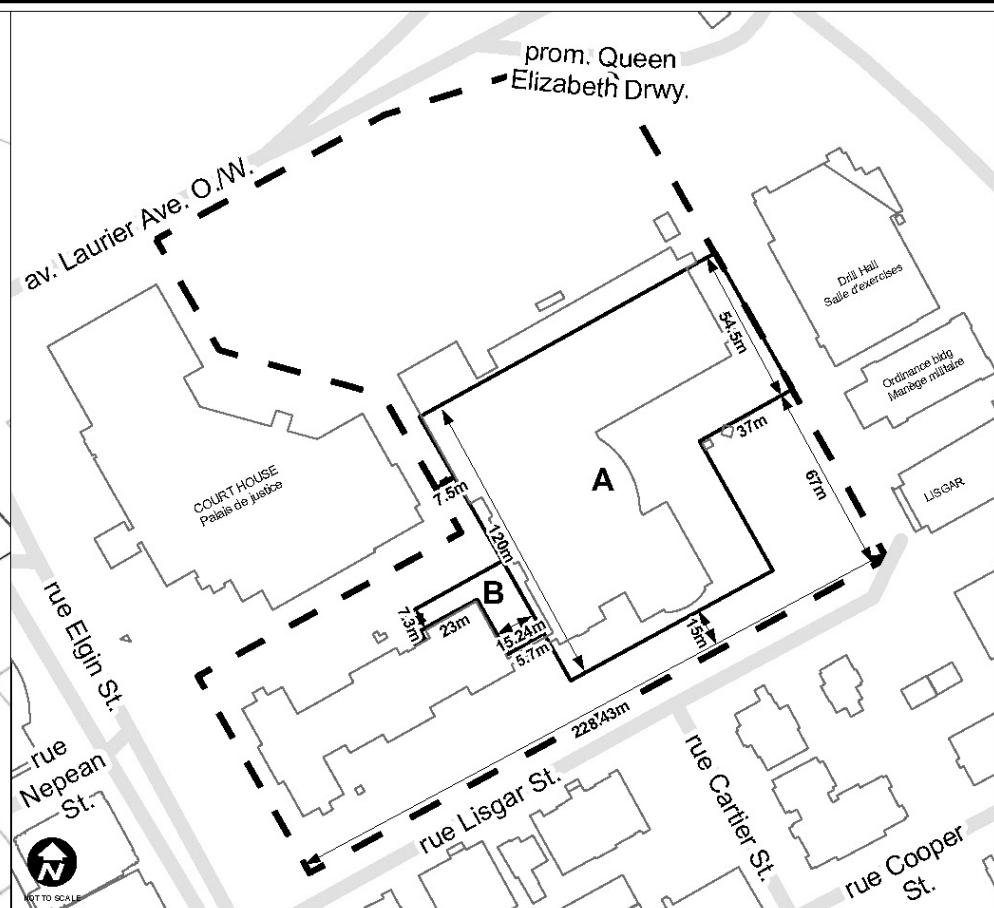 prom. Queen
Elizabeth Drwy.
av. Laurier Ave. O./W.
Drill Hall
Salle d'exercises
54.5m
Ordinance bldg
Manège militaire
37m
COURT HOUSE
Palais de justice
A
67m
LISGAR
7.5m
120m
B
7.3m
23m
15.24m
5.7m
15m
rue Elgin St.
228.43m
rue
Nepean
St.
rue Lisgar St.
rue Cartier St.
rue Cooper
St.
N
NOT TO SCALE